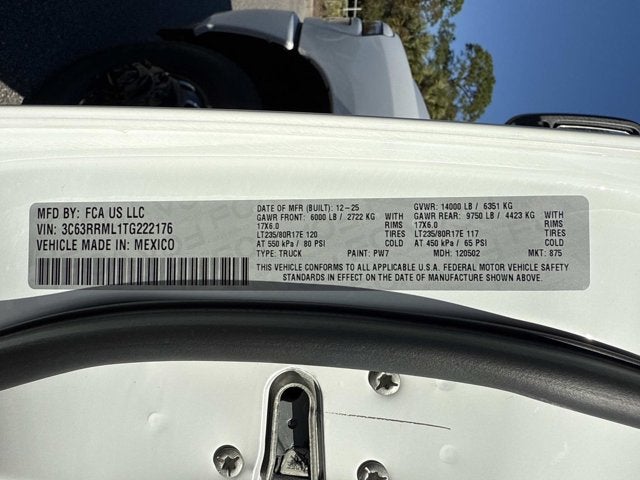 MFD BY: FCA US LLC
VIN: 3C63RRML1TG222176
VEHICLE MADE IN: MEXICO
DATE OF MFR (BUILT): 12-25
GAWR FRONT: 6000 LB / 2722 KG WITH
17X6.0 RIMS
LT235/80R17E 120 TIRES
AT 550 kPa / 80 PSI COLD
TYPE: TRUCK PAINT: PW7
GVWR: 14000 LB / 6351 KG
GAWR REAR: 9750 LB / 4423 KG WITH
17X6.0 RIMS
LT235/80R17E 117 TIRES
AT 450 kPa / 65 PSI COLD
MDH: 120502 MKT: 875
THIS VEHICLE CONFORMS TO ALL APPLICABLE U.S.A. FEDERAL MOTOR VEHICLE SAFETY
STANDARDS IN EFFECT ON THE DATE OF MANUFACTURE SHOWN ABOVE.